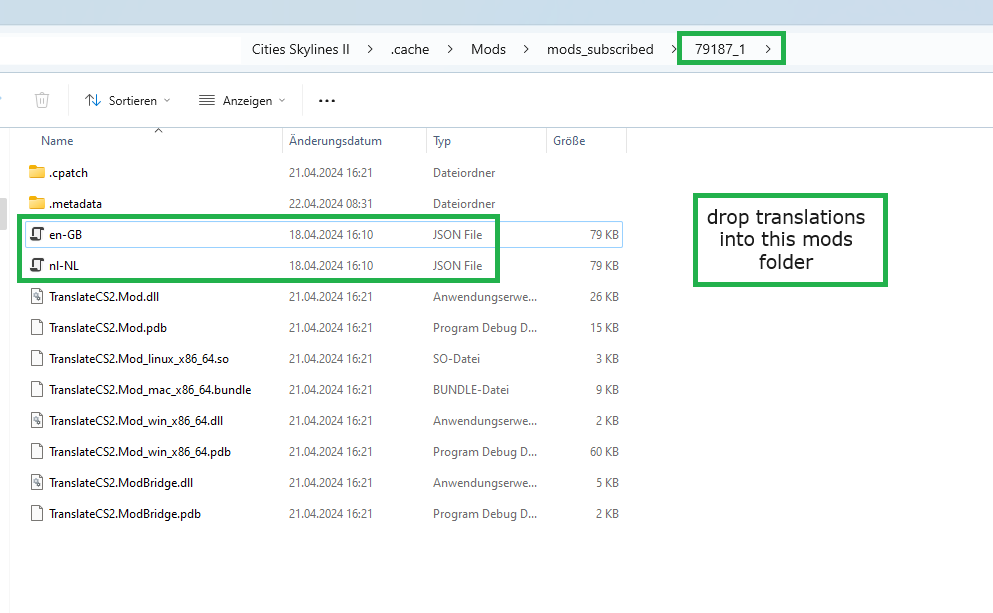 Cities Skylines II > .cache > Mods > mods_subscribed > 79187_1 >
Sortieren Anzeigen ...
Name Änderungsdatum Typ Größe
.cpatch 21.04.2024 16:21 Dateiordner
.metadata 22.04.2024 08:31 Dateiordner
en-GB 18.04.2024 16:10 JSON File 79 KB
nl-NL 18.04.2024 16:10 JSON File 79 KB
TranslateCS2.Mod.dll 21.04.2024 16:21 Anwendungserwe... 26 KB
TranslateCS2.Mod.pdb 21.04.2024 16:21 Program Debug D... 15 KB
TranslateCS2.Mod_linux_x86_64.so 21.04.2024 16:21 SO-Datei 3 KB
TranslateCS2.Mod_mac_x86_64.bundle 21.04.2024 16:21 BUNDLE-Datei 9 KB
TranslateCS2.Mod_win_x86_64.dll 21.04.2024 16:21 Anwendungserwe... 2 KB
TranslateCS2.Mod_win_x86_64.pdb 21.04.2024 16:21 Program Debug D... 60 KB
TranslateCS2.ModBridge.dll 21.04.2024 16:21 Anwendungserwe... 5 KB
TranslateCS2.ModBridge.pdb 21.04.2024 16:21 Program Debug D... 2 KB
drop translations
into this mods
folder